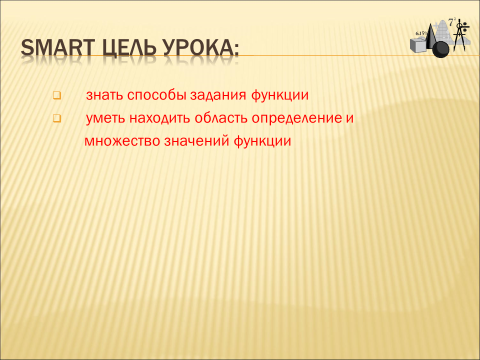 SMART ЦЕЛЬ УРОКА:
знать способы задания функции
уметь находить область определение и
множество значений функции